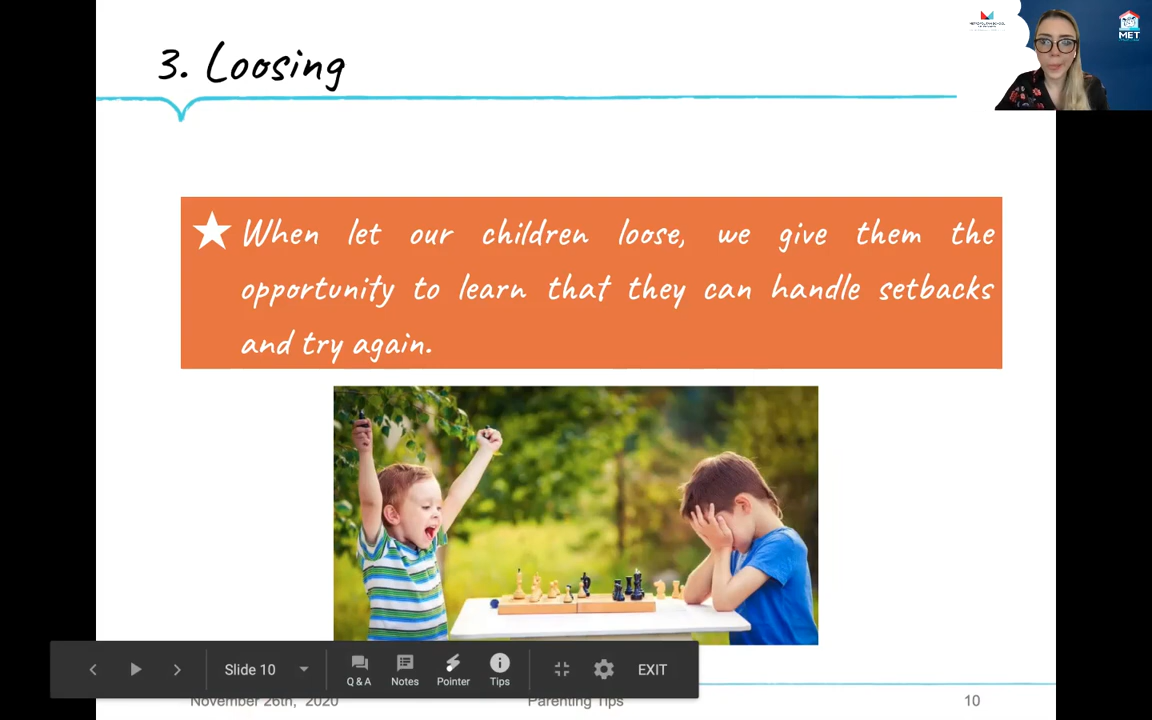 3. Loosing
MET
When let our children loose, we give them the
opportunity to learn that they can handle setbacks
and try again.
Slide 10
Q & A
Notes
Pointer
Tips
EXIT
November 26th, 2020
Parenting Tips
10